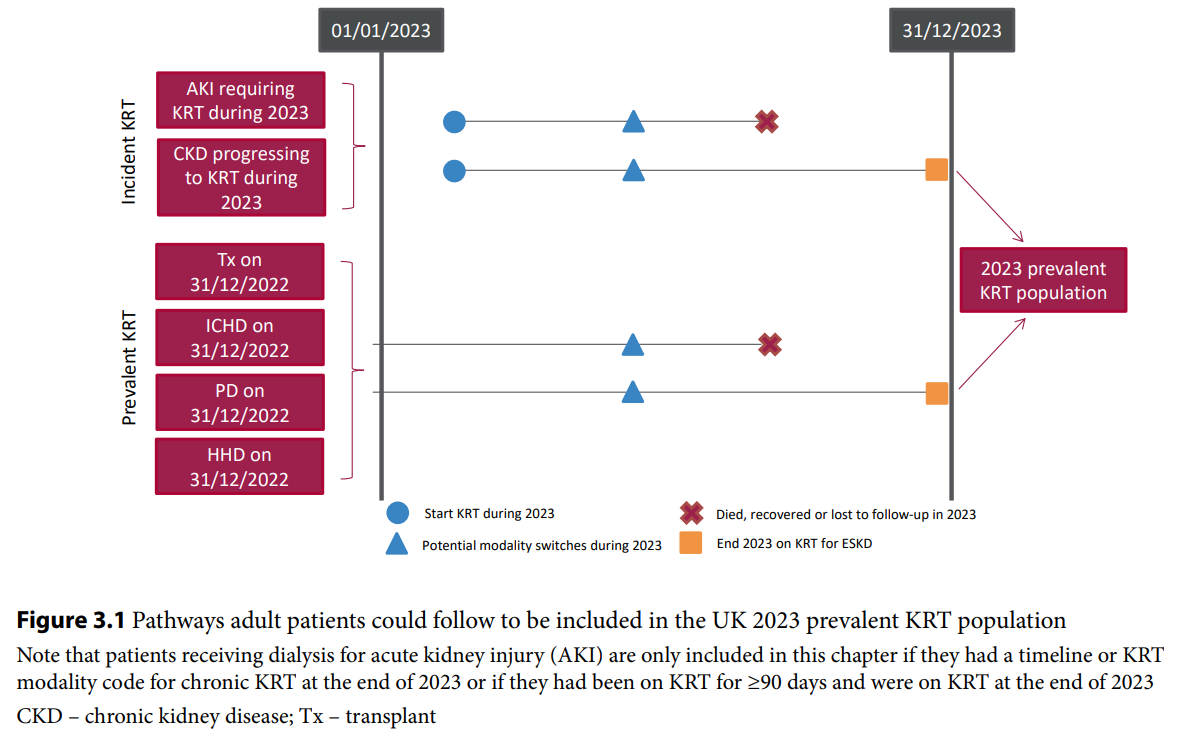 01/01/2023
31/12/2023
Incident KRT
AKI requiring
KRT during 2023
CKD progressing
to KRT during
2023
Prevalent KRT
Tx on
31/12/2022
ICHD on
31/12/2022
PD on
31/12/2022
HHD on
31/12/2022
2023 prevalent
KRT population
Start KRT during 2023
Died, recovered or lost to follow-up in 2023
Potential modality switches during 2023
End 2023 on KRT for ESKD
Figure 3.1 Pathways adult patients could follow to be included in the UK 2023 prevalent KRT population
Note that patients receiving dialysis for acute kidney injury (AKI) are only included in this chapter if they had a timeline or KRT
modality code for chronic KRT at the end of 2023 or if they had been on KRT for ≥90 days and were on KRT at the end of 2023
CKD – chronic kidney disease; Tx – transplant